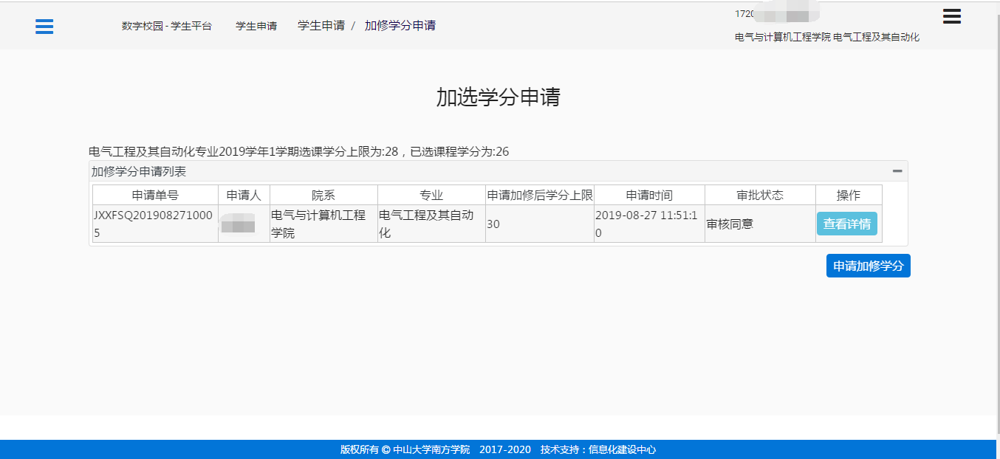 1720
数字校园 - 学生平台 学生申请 学生申请 / 加修学分申请
电气与计算机工程学院 电气工程及其自动化
加选学分申请
电气工程及其自动化专业2019学年1学期选课学分上限为:28，已选课程学分为:26
加修学分申请列表
申请单号 申请人 院系 专业 申请加修后学分上限 申请时间 审批状态 操作
JXXFSQ201908271000 电气与计算机工程 电气工程及其自动 30 2019-08-27 11:51:1 审核同意 查看详情
5 学院 化 0
申请加修学分
版权所有 © 中山大学南方学院 2017-2020 技术支持：信息化建设中心